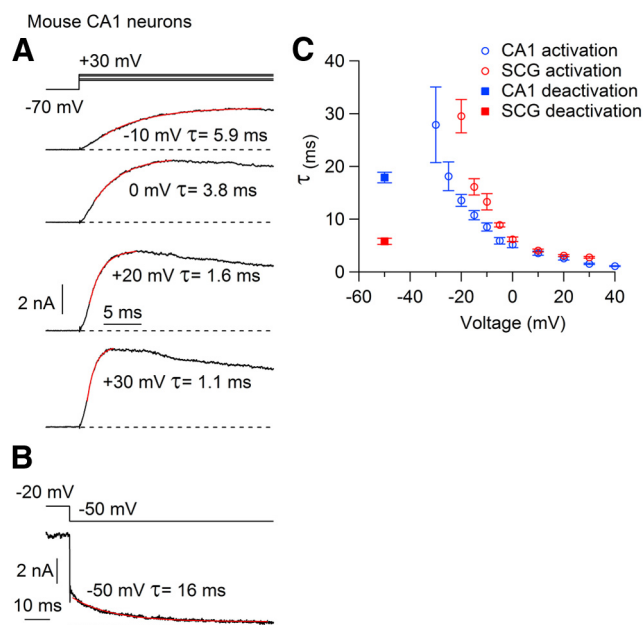 Mouse CA1 neurons
A
+30 mV
-70 mV
-10 mV τ= 5.9 ms
0 mV τ= 3.8 ms
+20 mV τ= 1.6 ms
2 nA
5 ms
+30 mV τ= 1.1 ms
B
-20 mV
-50 mV
2 nA
-50 mV τ= 16 ms
10 ms
C
CA1 activation
SCG activation
CA1 deactivation
SCG deactivation
τ (ms)
40
30
20
10
0
-60 -40 -20 0 20 40
Voltage (mV)